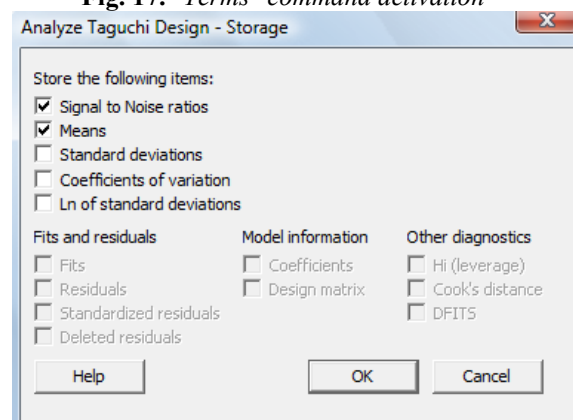 Fig. 17. "Terms" command activation
Analyze Taguchi Design - Storage
Store the following items:
Signal to Noise ratios
Means
Standard deviations
Coefficients of variation
Ln of standard deviations
Fits and residuals
Fits
Residuals
Standardized residuals
Deleted residuals
Model information
Coefficients
Design matrix
Other diagnostics
Hi (leverage)
Cook's distance
DFITS
Help
OK
Cancel